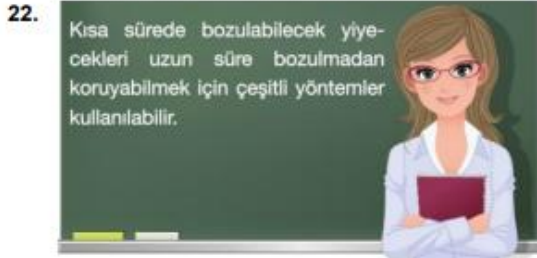 22.
Kısa sürede bozulabilecek yiye-
cekleri uzun süre bozulmadan
koruyabilmek için çeşitli yöntemler
kullanılabilir.